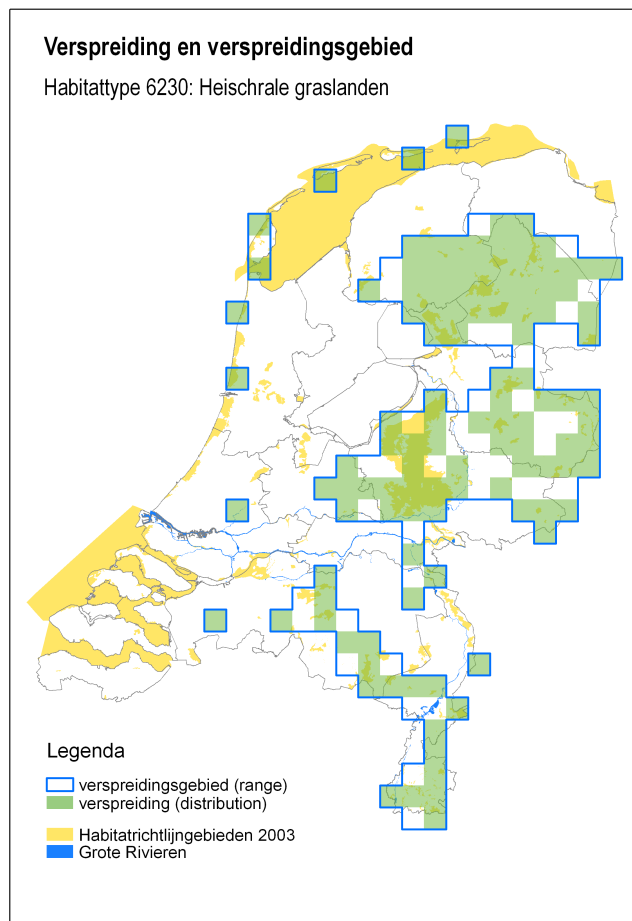 Verspreiding en verspreidingsgebied
Habitattype 6230: Heischrale graslanden
Legenda
verspreidingsgebied (range)
verspreiding (distribution)
Habitatrichtlijngebieden 2003
Grote Rivieren